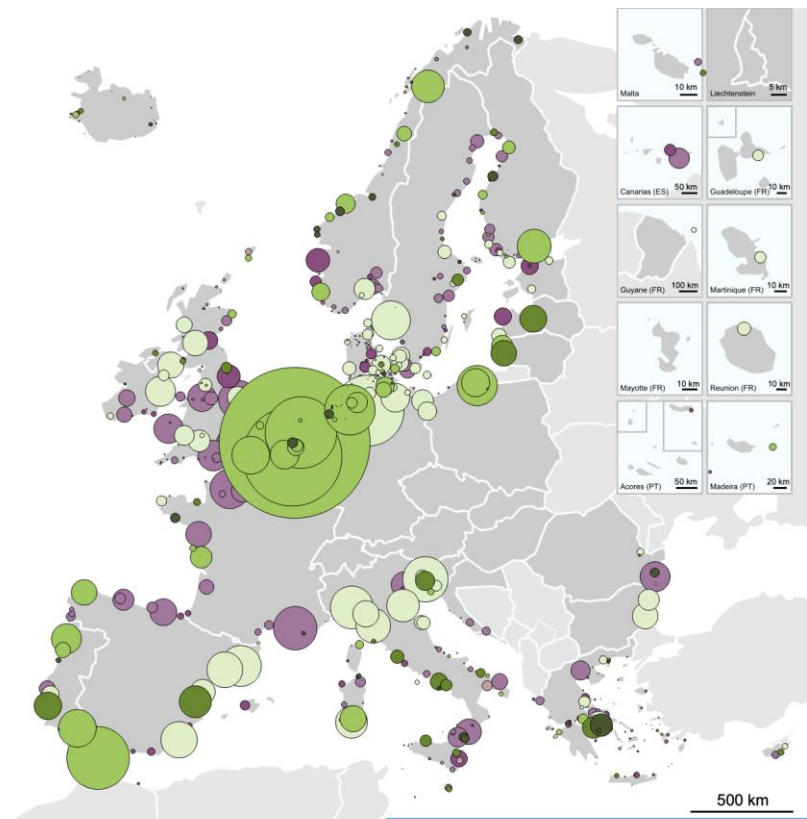 Malta
10 km
Liechtenstein
5 km
Canarias (ES)
50 km
Guadeloupe (FR)
10 km
Guyane (FR)
100 km
Martinique (FR)
10 km
Mayotte (FR)
10 km
Reunion (FR)
10 km
Acores (PT)
50 km
Madeira (PT)
20 km
500 km